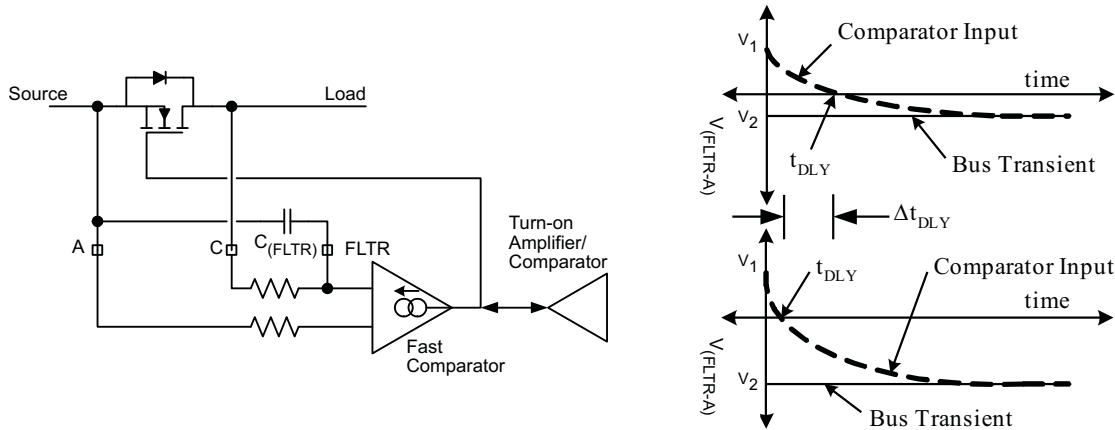 Source
Load
A
C
C(FLTR)
FLTR
Turn-on
Amplifier/
Comparator
Fast
Comparator
V1
Comparator Input
time
V2
V(FLTR-A)
tDLY
Bus Transient
ΔtDLY
V1
tDLY
Comparator Input
time
V(FLTR-A)
V2
Bus Transient